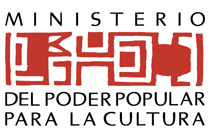 MINISTERIO
DEL PODER POPULAR
PARA LA CULTURA